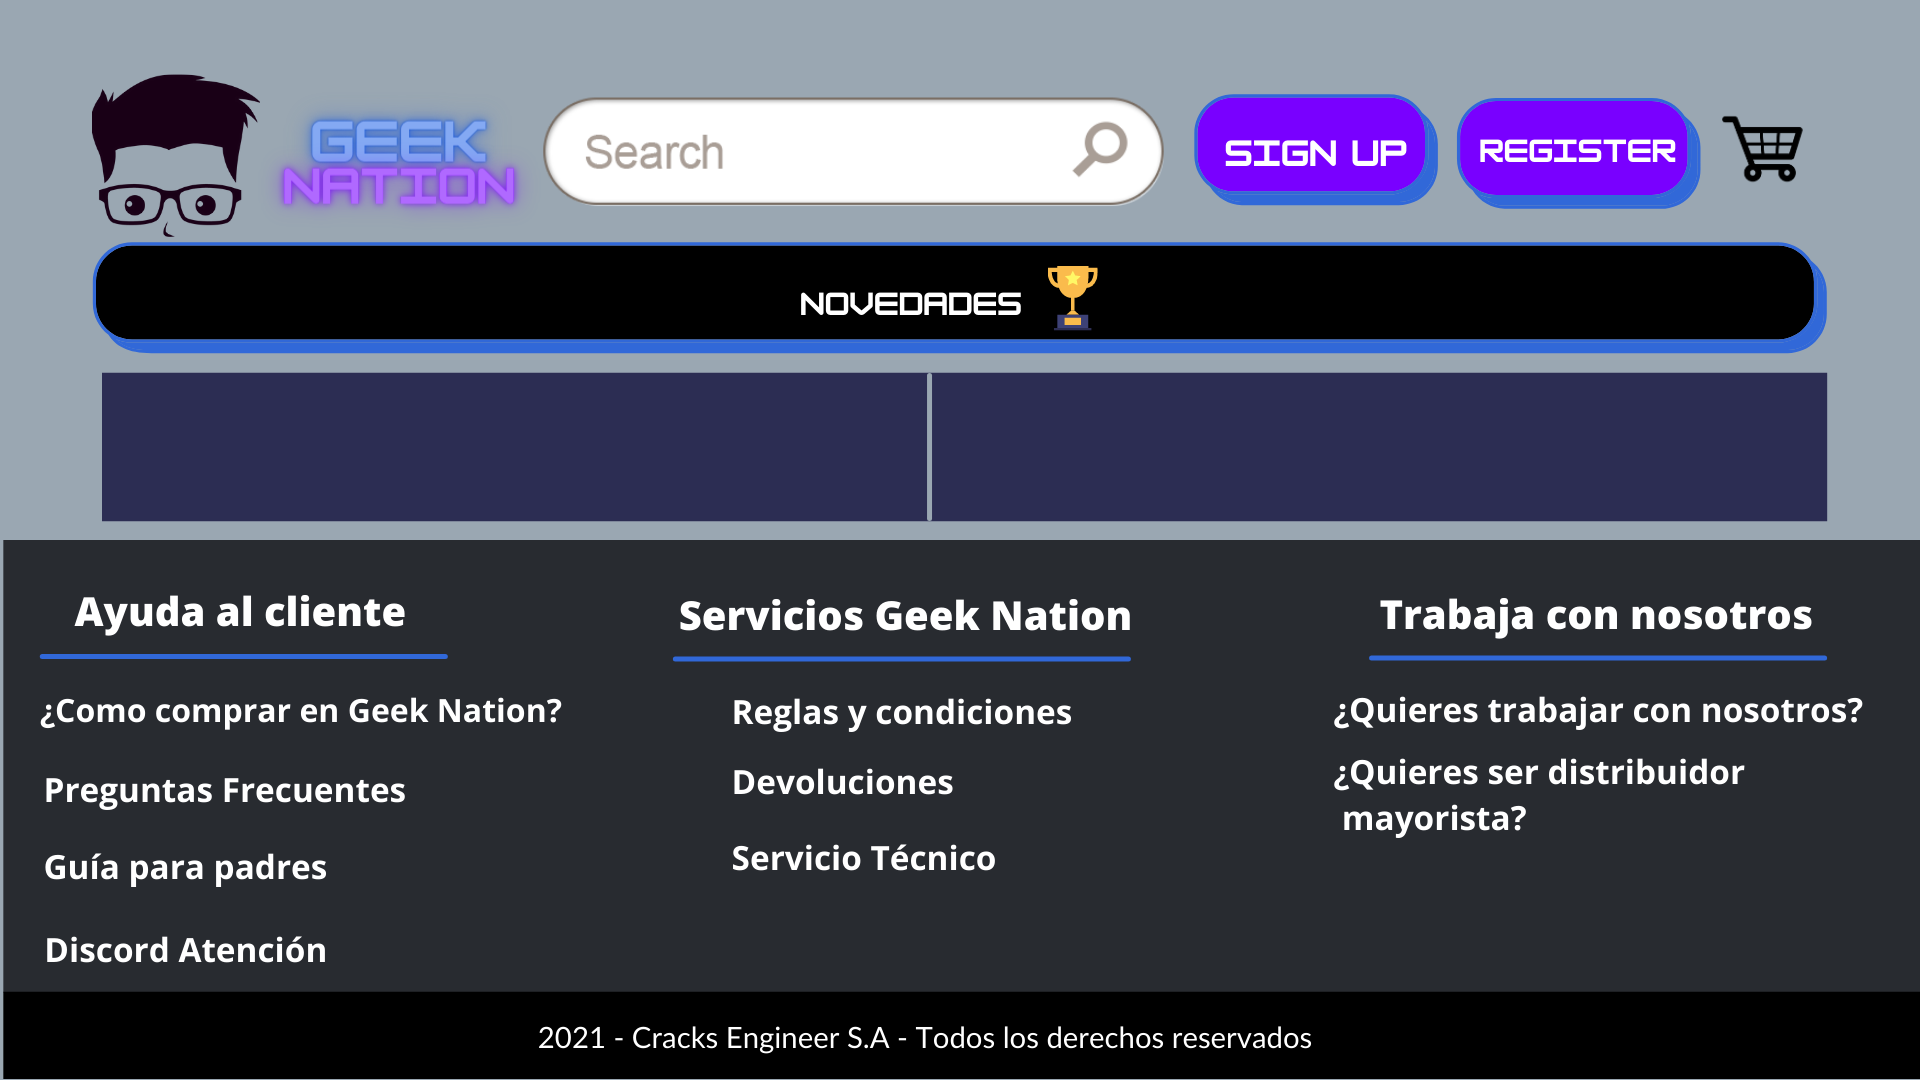 GEEK
NATION
Search
SIGN UP
REGISTER
NOVEDADES
Ayuda al cliente
¿Como comprar en Geek Nation?
Preguntas Frecuentes
Guía para padres
Discord Atención
Servicios Geek Nation
Reglas y condiciones
Devoluciones
Servicio Técnico
Trabaja con nosotros
¿Quieres trabajar con nosotros?
¿Quieres ser distribuidor
mayorista?
2021 - Cracks Engineer S.A - Todos los derechos reservados